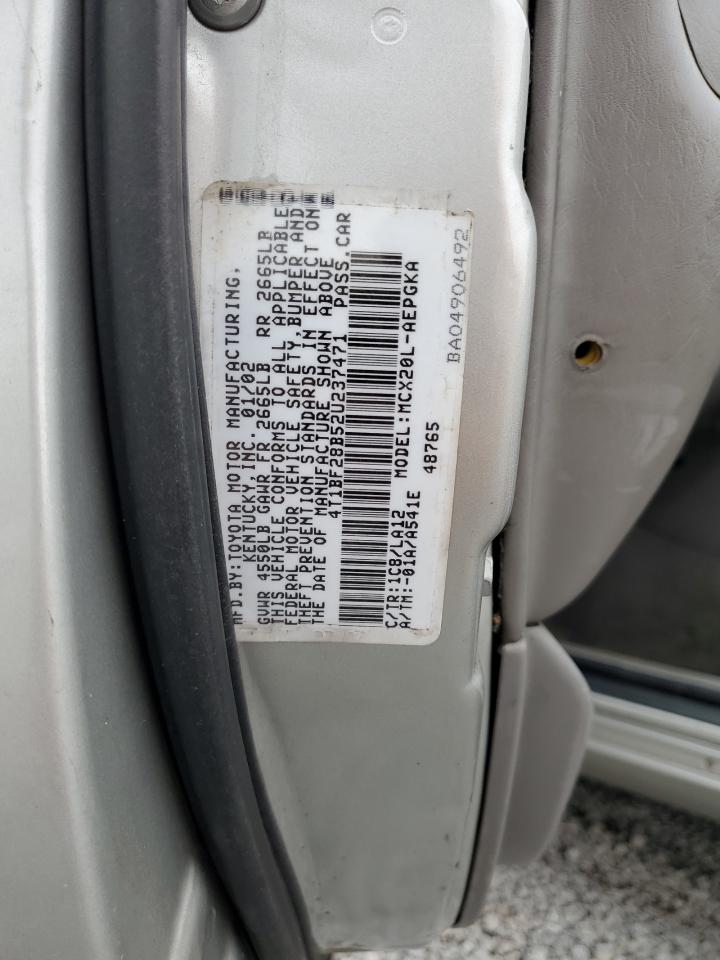 MFD.BY:TOYOTA MOTOR MANUFACTURING,
KENTUCKY,INC. 01/02
GVWR 4550LB GAWR FR 2665LB RR 2665LB
THIS VEHICLE CONFORMS TO ALL APPLICABLE
FEDERAL MOTOR VEHICLE SAFETY,BUMPER AND
THEFT PREVENTION STANDARDS IN EFFECT ON
THE DATE OF MANUFACTURE SHOWN ABOVE
4T1BF28B52U237471 PASS.CAR
C/TR:1C8/LA12 MODEL:MCX20L-AEPGKA
A/TM:-01A/A541E 48765
BA04906492